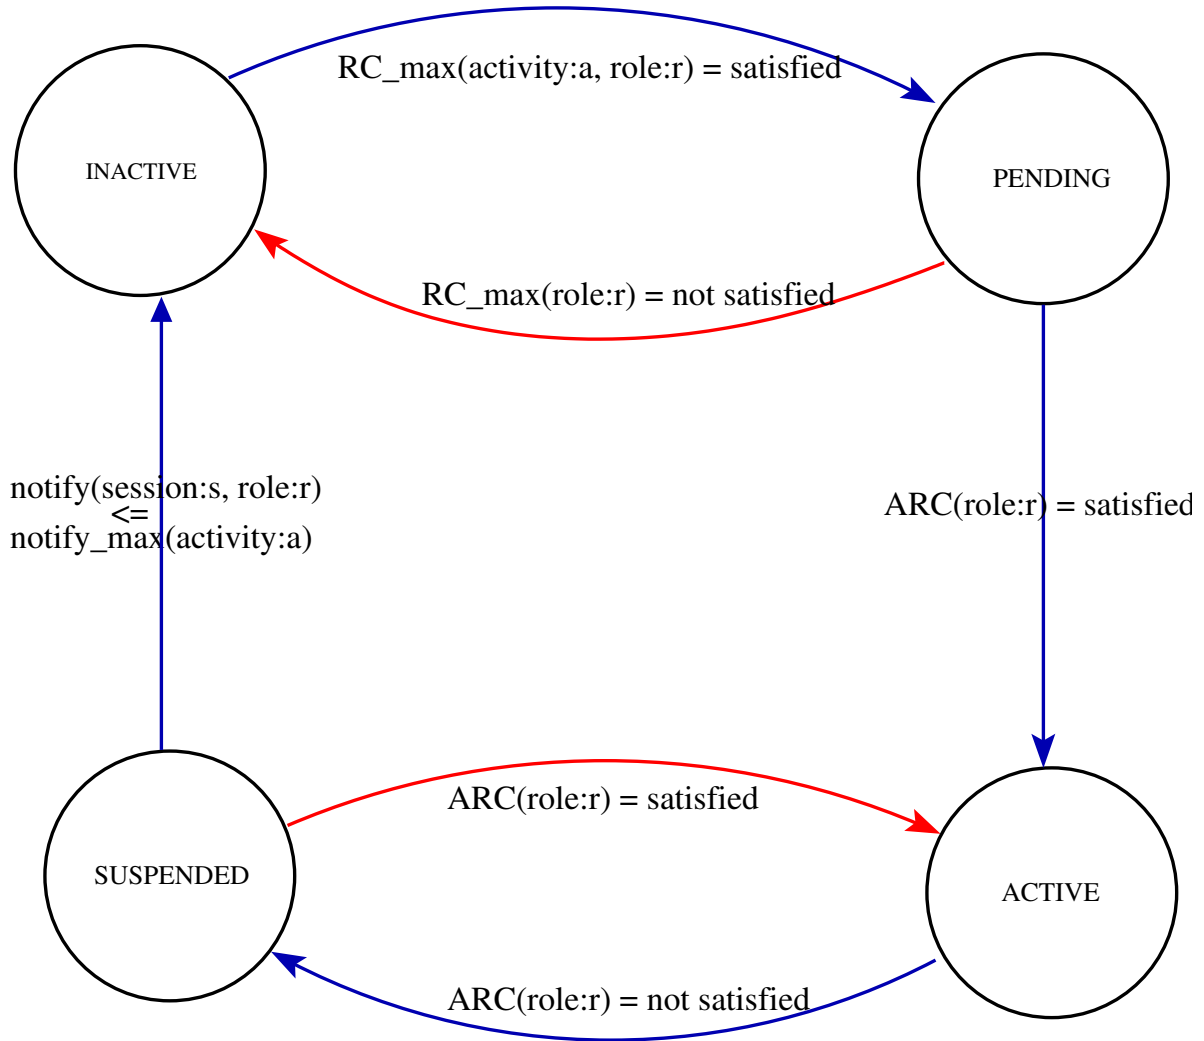 RC_max(activity:a, role:r) = satisfied
INACTIVE
PENDING
RC_max(role:r) = not satisfied
notify(session:s, role:r)
<=
notify_max(activity:a)
ARC(role:r) = satisfied
ARC(role:r) = satisfied
SUSPENDED
ACTIVE
ARC(role:r) = not satisfied